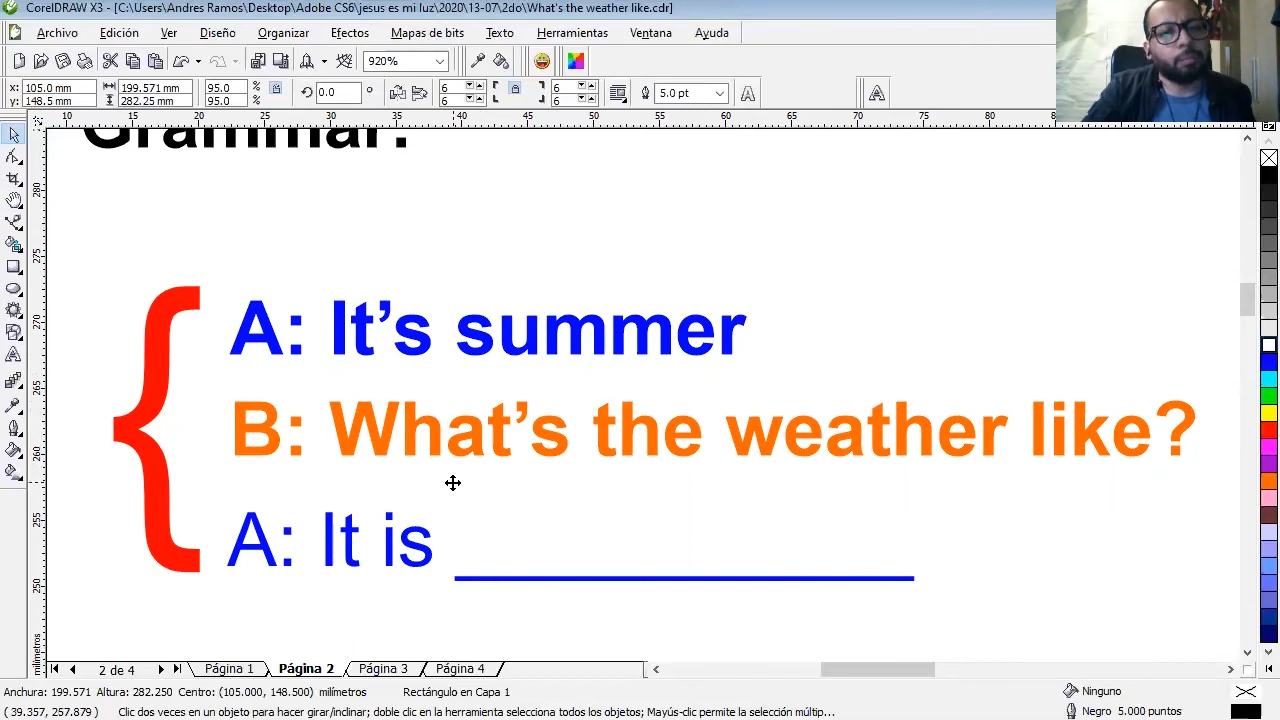 CorelDRAW X3 - [C:\Users\Andres Ramos\Desktop\Adobe CS6\jesus es mi luz\2020\13-07\2do\What's the weather like.cdr]
Archivo Edición Ver Diseño Organizar Efectos Mapas de bits Texto Herramientas Ventana Ayuda
920%
x: 105.0 mm 199.571 mm 95.0 0.0 ° 6 6 5.0 pt
y: 148.5 mm 282.25 mm 95.0 6 6
10 15 20 25 30 35 40 45 50 55 60 65 70 75 80
Grammar:
280
275
270
265
260
255
250
milímetros
A: It’s summer
B: What’s the weather like?
A: It is ____________
2 de 4 Página 1 Página 2 Página 3 Página 4
Anchura: 199.571 Altura: 282.250 Centro: (105.000, 148.500) milímetros Rectángulo en Capa 1 Ninguno
( 39.357, 257.879 ) Clic dos veces en un objeto para hacer girar/inclinar; doble clic en la herramienta selecciona todos los objetos; Mayús-clic permite la selección múltip... Negro 5.000 puntos